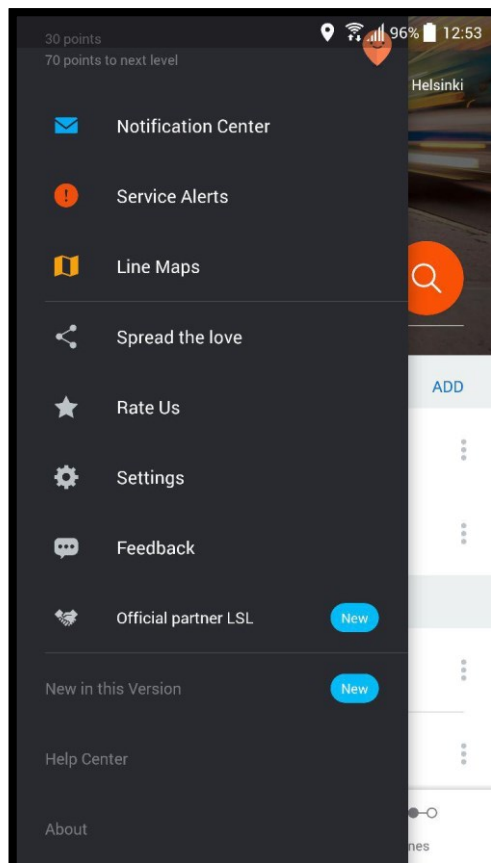 96% 12:53
30 points
70 points to next level
Helsinki
Notification Center
Service Alerts
Line Maps
Spread the love
ADD
Rate Us
Settings
Feedback
Official partner LSL New
New in this Version New
Help Center
About
nes